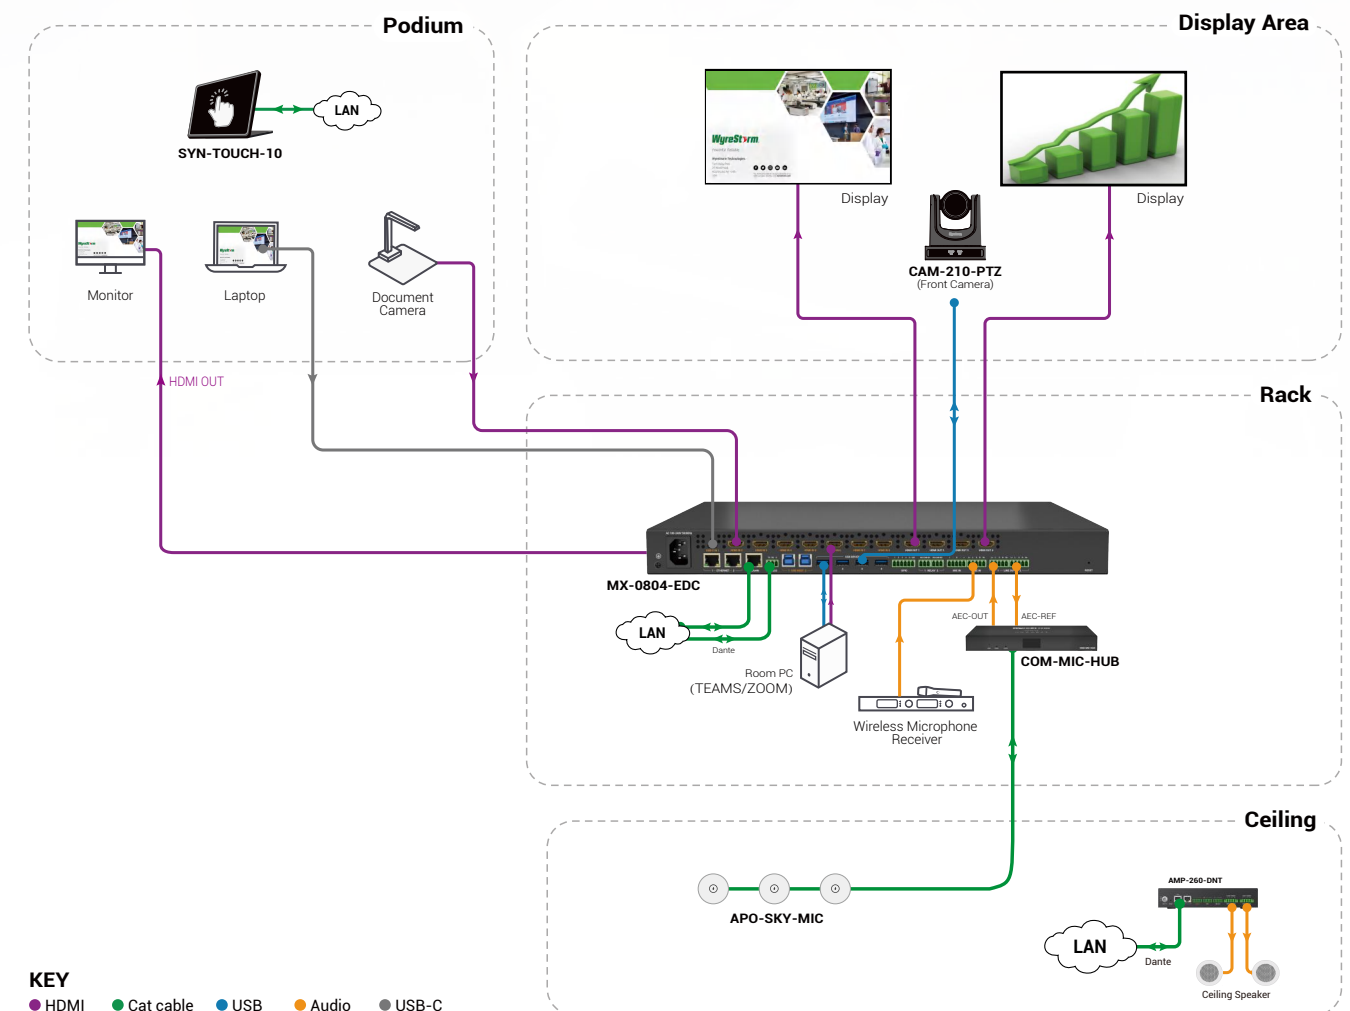 Podium
LAN
SYN-TOUCH-10
Monitor
Laptop
Document
Camera
HDMI OUT
Display Area
WyreStorm
Display
Display
CAM-210-PTZ
(Front Camera)
Rack
MX-0804-EDC
LAN
Dante
Room PC
(TEAMS/ZOOM)
AEC-OUT
AEC-REF
COM-MIC-HUB
Wireless Microphone
Receiver
Ceiling
APO-SKY-MIC
AMP-260-DNT
LAN
Dante
Ceiling Speaker
KEY
HDMI
Cat cable
USB
Audio
USB-C